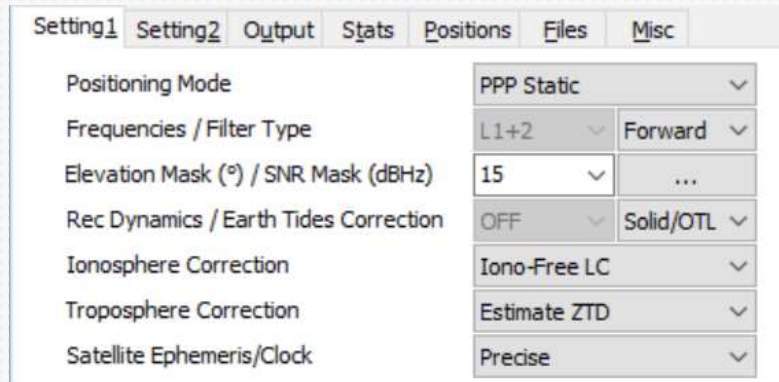 Setting1 Setting2 Output Stats Positions Files Misc
Positioning Mode PPP Static
Frequencies / Filter Type L1+2 Forward
Elevation Mask (°) / SNR Mask (dBHz) 15 ...
Rec Dynamics / Earth Tides Correction OFF Solid/OTL
Ionosphere Correction Iono-Free LC
Troposphere Correction Estimate ZTD
Satellite Ephemeris/Clock Precise